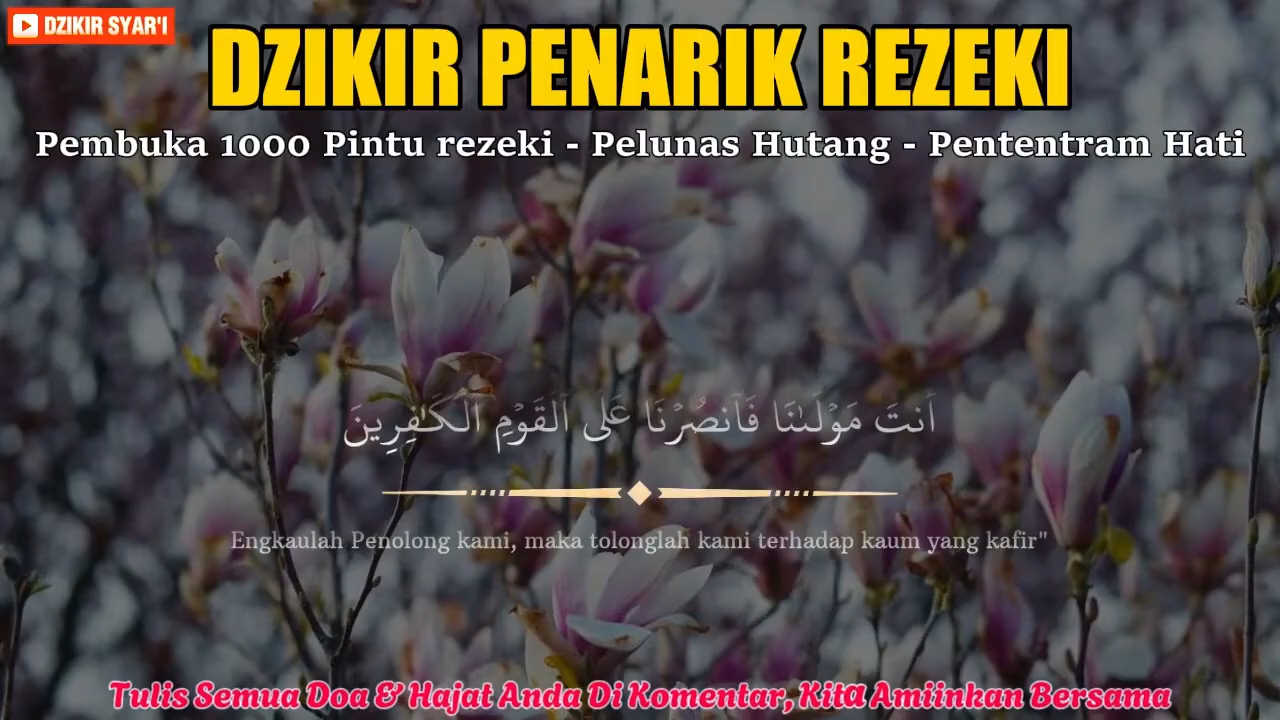 DZIKIR SYAR'I
DZIKIR PENARIK REZEKI
Pembuka 1000 Pintu rezeki - Pelunas Hutang - Pententram Hati
أَنتَ مَوْلَىٰنَا فَٱنصُرْنَا عَلَى ٱلْقَوْمِ ٱلْكَـٰفِرِينَ
Engkaulah Penolong kami, maka tolonglah kami terhadap kaum yang kafir"
Tulis Semua Doa & Hajat Anda Di Komentar, Kita Amiinkan Bersama